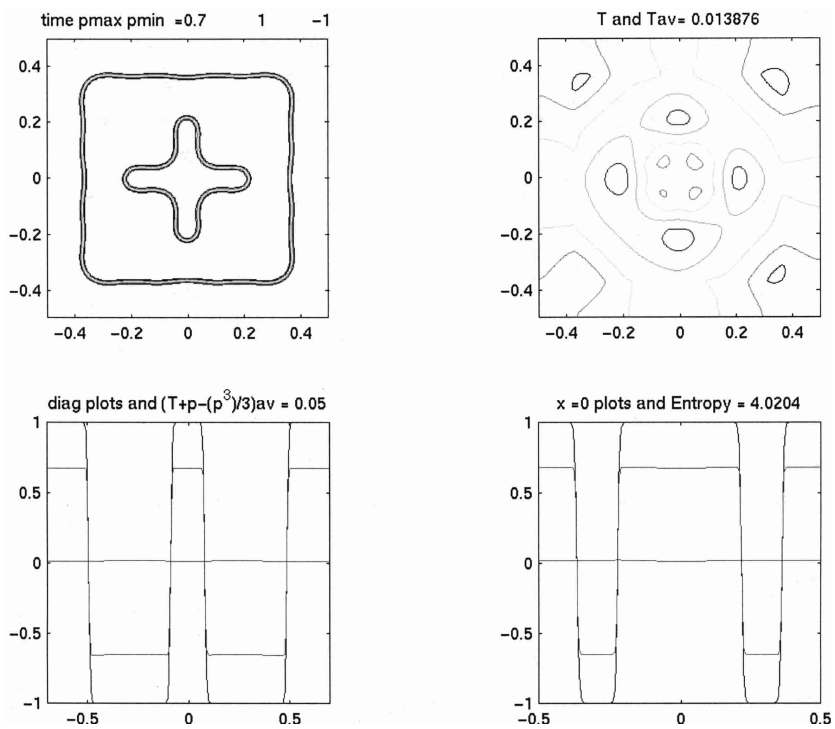 time pmax pmin =0.7 1 −1
0.4
0.2
0
−0.2
−0.4
−0.4 −0.2 0 0.2 0.4
T and Tav= 0.013876
0.4
0.2
0
−0.2
−0.4
−0.4 −0.2 0 0.2 0.4
diag plots and (T+p−(p^3)/3)av = 0.05
1
0.5
0
−0.5
−1
−0.5 0 0.5
x =0 plots and Entropy = 4.0204
1
0.5
0
−0.5
−1
−0.5 0 0.5